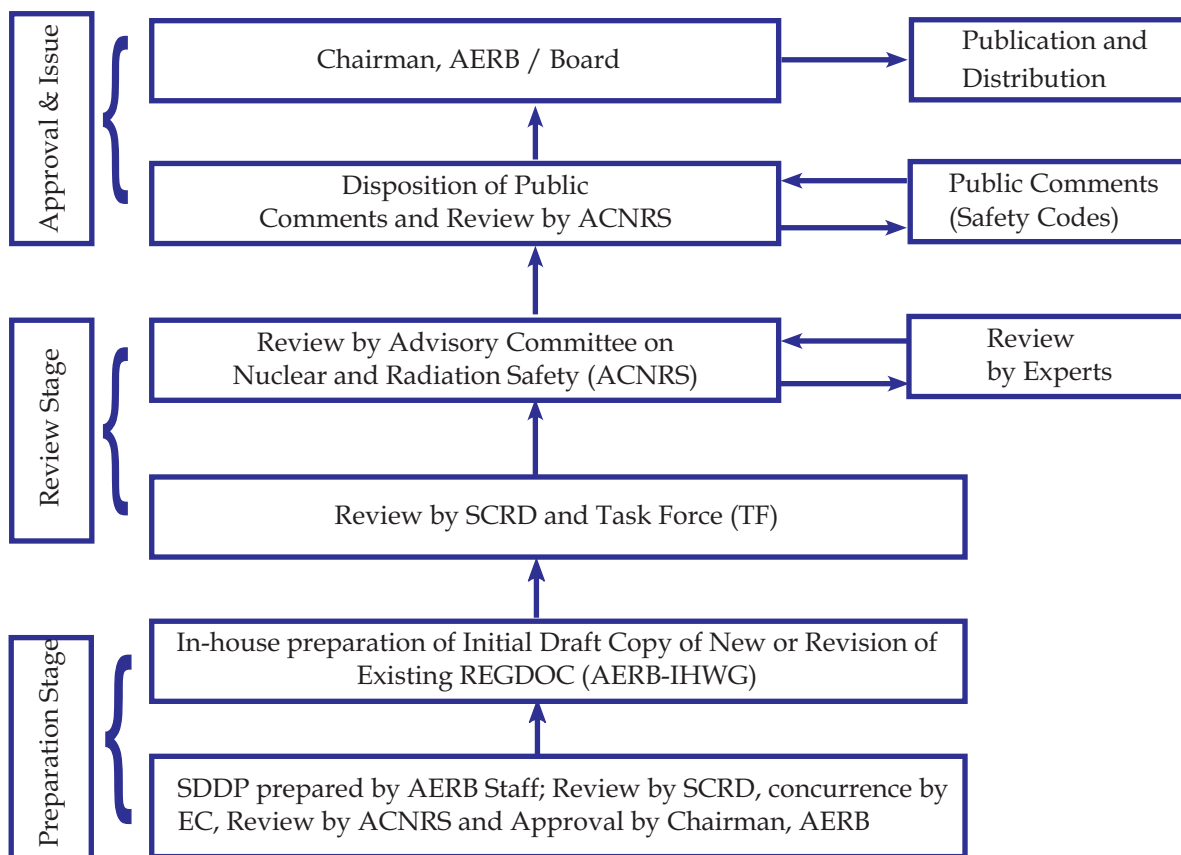 Approval & Issue
Chairman, AERB / Board
Publication and
Distribution
Disposition of Public
Comments and Review by ACNRS
Public Comments
(Safety Codes)
Review Stage
Review by Advisory Committee on
Nuclear and Radiation Safety (ACNRS)
Review
by Experts
Review by SCRD and Task Force (TF)
Preparation Stage
In-house preparation of Initial Draft Copy of New or Revision of
Existing REGDOC (AERB-IHWG)
SDDP prepared by AERB Staff; Review by SCRD, concurrence by
EC, Review by ACNRS and Approval by Chairman, AERB